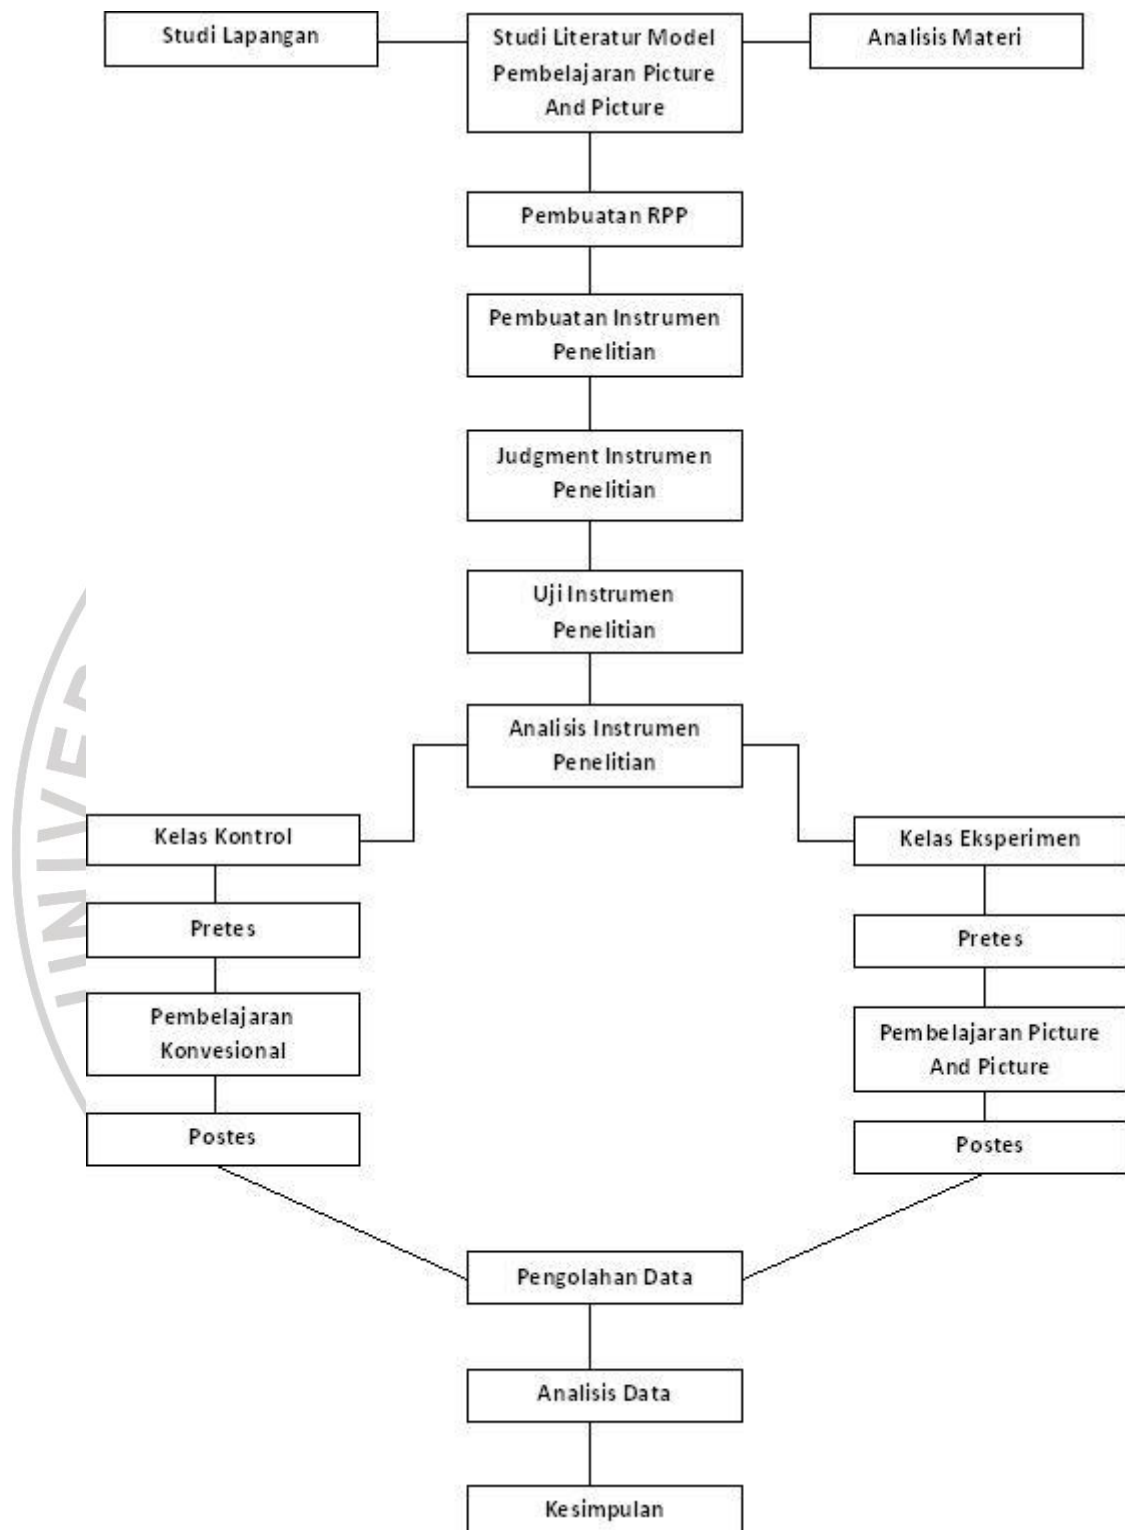 Studi Lapangan
Studi Literatur Model
Pembelajaran Picture
And Picture
Analisis Materi
Pembuatan RPP
Pembuatan Instrumen
Penelitian
Judgment Instrumen
Penelitian
Uji Instrumen
Penelitian
Analisis Instrumen
Penelitian
Kelas Kontrol
Pretes
Pembelajaran
Konvesional
Postes
Kelas Eksperimen
Pretes
Pembelajaran Picture
And Picture
Postes
Pengolahan Data
Analisis Data
Kesimpulan